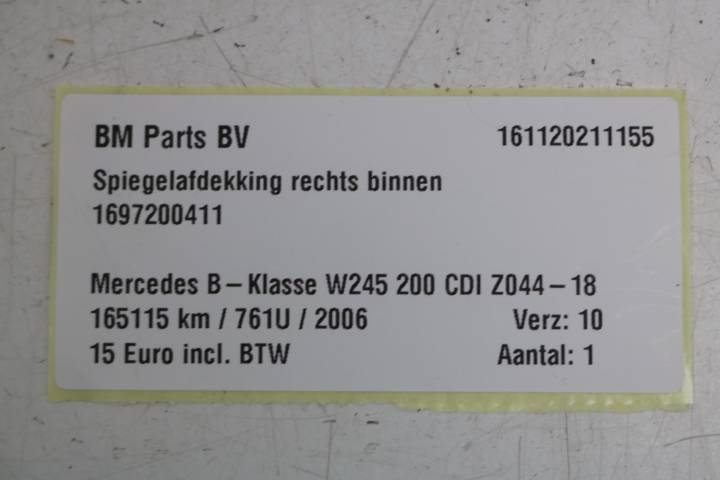 BM Parts BV 161120211155
Spiegelafdekking rechts binnen
1697200411
Mercedes B-Klasse W245 200 CDI Z044-18
165115 km / 761U / 2006 Verz: 10
15 Euro incl. BTW Aantal: 1